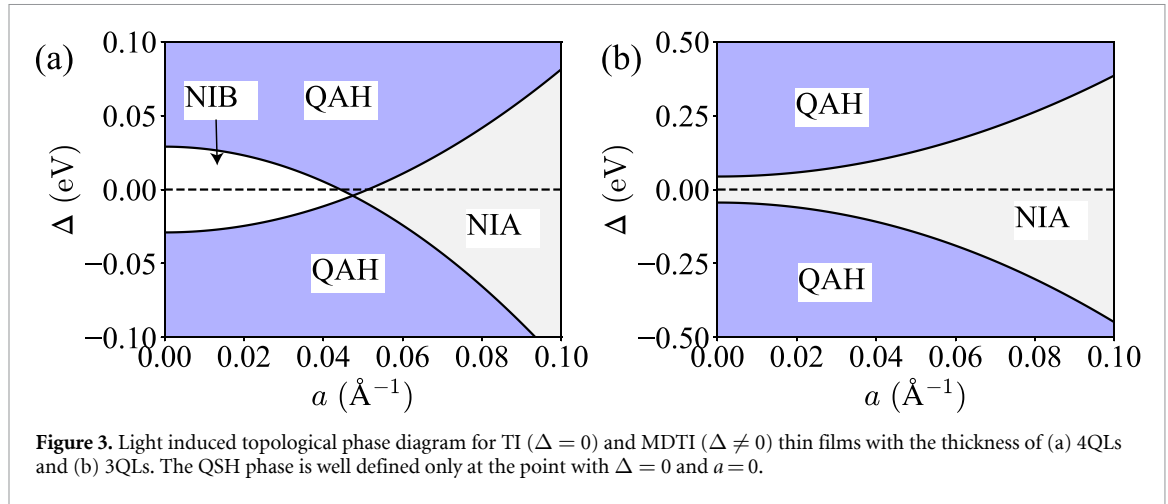 (a)
0.10
0.05
0.00
−0.05
−0.10
Δ (eV)
NIB
QAH
NIA
QAH
0.00 0.02 0.04 0.06 0.08 0.10
a (Å⁻¹)
(b)
0.50
0.25
0.00
−0.25
−0.50
Δ (eV)
QAH
NIA
QAH
0.00 0.02 0.04 0.06 0.08 0.10
a (Å⁻¹)
Figure 3. Light induced topological phase diagram for TI (Δ = 0) and MDTI (Δ ≠ 0) thin films with the thickness of (a) 4QLs
and (b) 3QLs. The QSH phase is well defined only at the point with Δ = 0 and a = 0.